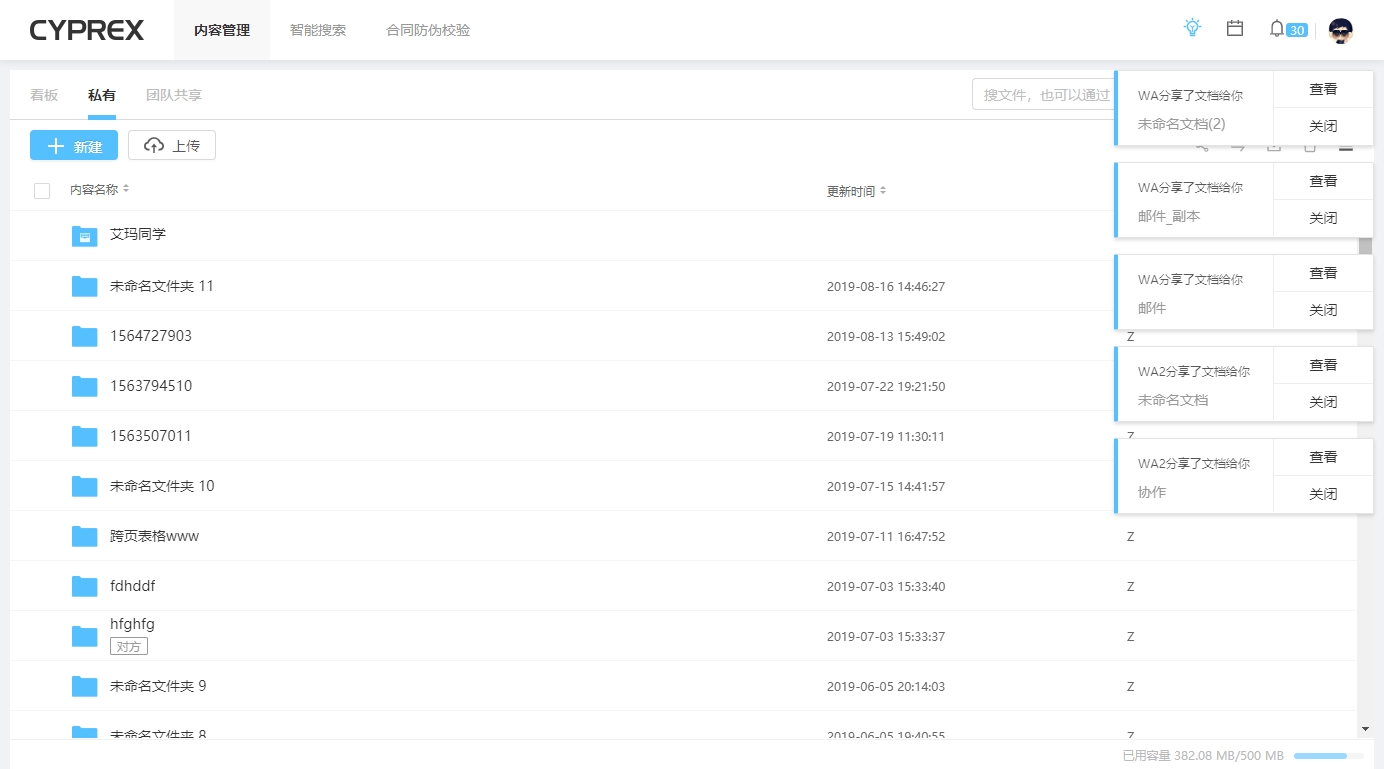 CYPREX
内容管理
智能搜索
合同防伪校验
30
看板
私有
团队共享
搜文件，也可以通过
新建
上传
内容名称
更新时间
艾玛同学
未命名文件夹 11
2019-08-16 14:46:27
1564727903
2019-08-13 15:49:02
Z
1563794510
2019-07-22 19:21:50
1563507011
2019-07-19 11:30:11
Z
未命名文件夹 10
2019-07-15 14:41:57
跨页表格www
2019-07-11 16:47:52
Z
fdhddf
2019-07-03 15:33:40
Z
hfghfg
对方
2019-07-03 15:33:37
Z
未命名文件夹 9
2019-06-05 20:14:03
Z
未命名文件夹 8
2019-06-05 19:40:55
Z
WA分享了文档给你
未命名文档(2)
查看
关闭
WA分享了文档给你
邮件_副本
查看
关闭
WA分享了文档给你
邮件
查看
关闭
WA2分享了文档给你
未命名文档
查看
关闭
WA2分享了文档给你
协作
查看
关闭
已用容量 382.08 MB/500 MB